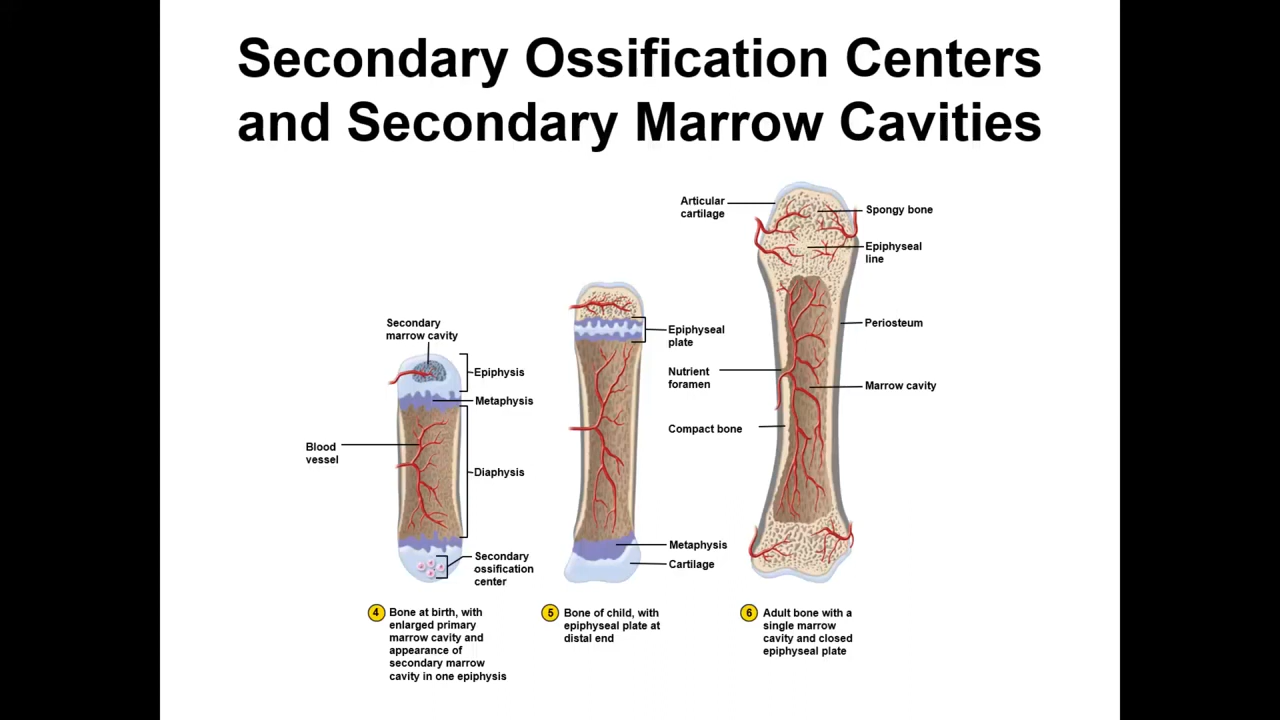 Secondary Ossification Centers
and Secondary Marrow Cavities
Secondary
marrow cavity
Epiphysis
Metaphysis
Blood
vessel
Diaphysis
Secondary
ossification
center
4 Bone at birth, with
enlarged primary
marrow cavity and
appearance of
secondary marrow
cavity in one epiphysis
Epiphyseal
plate
Metaphysis
Cartilage
5 Bone of child, with
epiphyseal plate at
distal end
Articular
cartilage
Spongy bone
Epiphyseal
line
Periosteum
Nutrient
foramen
Marrow cavity
Compact bone
6 Adult bone with a
single marrow
cavity and closed
epiphyseal plate